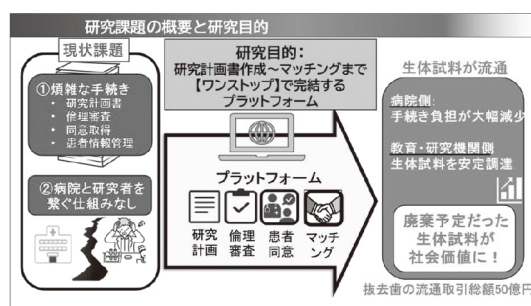 研究課題の概要と研究目的
現状課題
①煩雑な手続き
・ 研究計画書
・ 倫理審査
・ 同意取得
・ 患者情報管理
②病院と研究者を
繋ぐ仕組みなし
研究目的：
研究計画書作成～マッチングまで
【ワンストップ】で完結する
プラットフォーム
プラットフォーム
研究
計画
倫理
審査
患者
同意
マッチ
ング
生体試料が流通
病院側:
手続き負担が大幅減少
教育・研究機関側
生体試料を安定調達
廃棄予定だった
生体試料が
社会価値に！
抜去歯の流通取引総額50億円